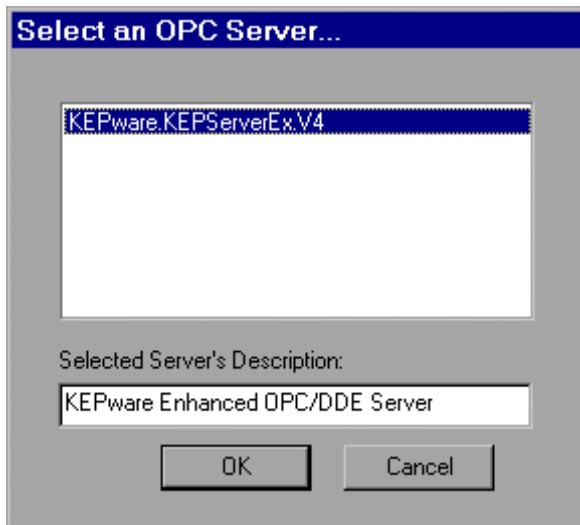 Select an OPC Server...
KEPware.KEPServerEx.V4
Selected Server's Description:
KEPware Enhanced OPC/DDE Server
OK
Cancel